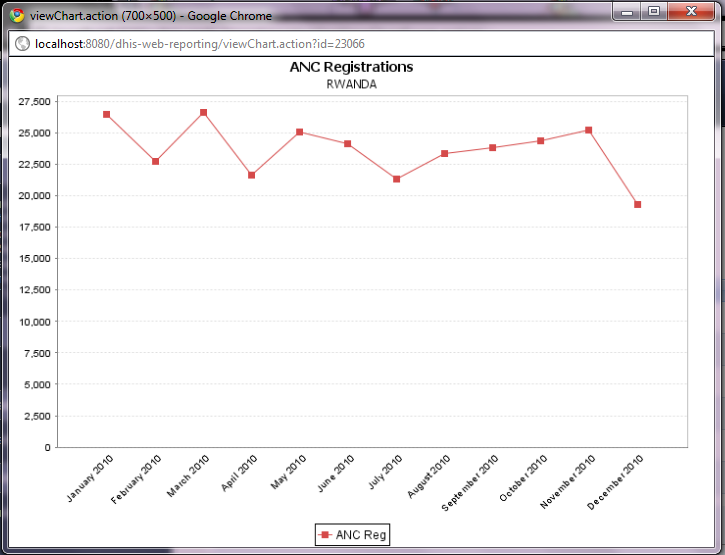 viewChart.action (700×500) - Google Chrome
localhost:8080/dhis-web-reporting/viewChart.action?id=23066
ANC Registrations
RWANDA
27,500
25,000
22,500
20,000
17,500
15,000
12,500
10,000
7,500
5,000
2,500
0
January 2010
February 2010
March 2010
April 2010
May 2010
June 2010
July 2010
August 2010
September 2010
October 2010
November 2010
December 2010
ANC Reg